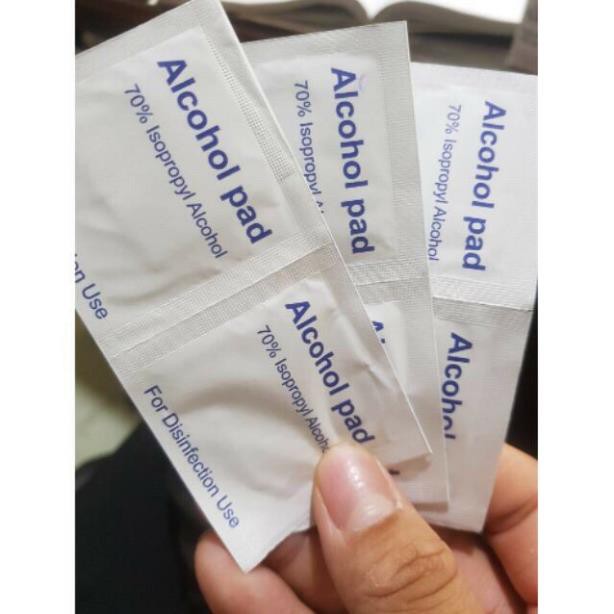 Alcohol pad
70% Isopropyl Alcohol
Use
Alcohol pad
70% Isopropyl Alcoh
For Disinfection Use
Alcohol pad
70% Isopropyl
Alcohol pad
70% Isopropyl Alcohol
Alcohol